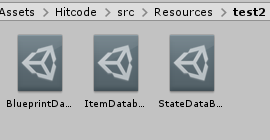 Assets > Hitcode > src > Resources > test2
BlueprintDa... ItemDatab... StateDataB...